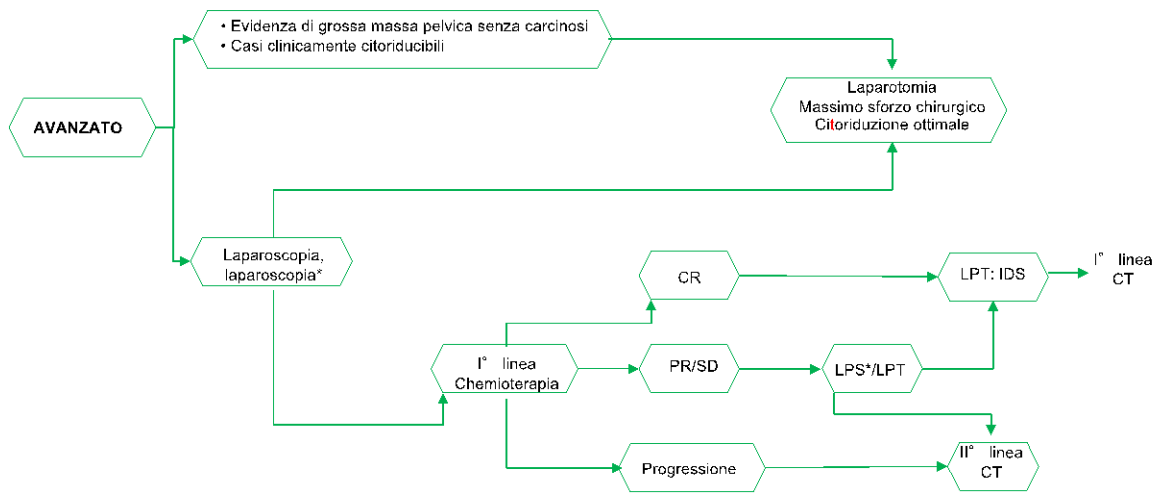 • Evidenza di grossa massa pelvica senza carcinosi
• Casi clinicamente citoriducibili
AVANZATO
Laparotomia
Massimo sforzo chirurgico
Citoriduzione ottimale
Laparoscopia,
laparoscopia*
CR
LPT: IDS
I° linea
CT
I° linea
Chemioterapia
PR/SD
LPS*/LPT
Progressione
II° linea
CT